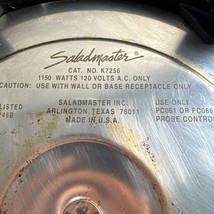 Saladmaster
CAT. NO. K7256
1150 WATTS 120 VOLTS A.C. ONLY
CAUTION: USE WITH WALL OR BASE RECEPTACLE ONLY
LISTED
SALADMASTER INC.
ARLINGTON, TEXAS 76011
MADE IN U.S.A.
USE ONLY
PC061 OR PC066
PROBE CONTROL